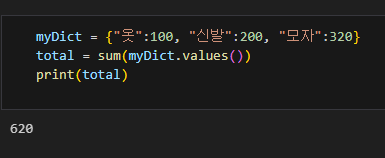 myDict = {"옷":100, "신발":200, "모자":320}
total = sum(myDict.values())
print(total)
620